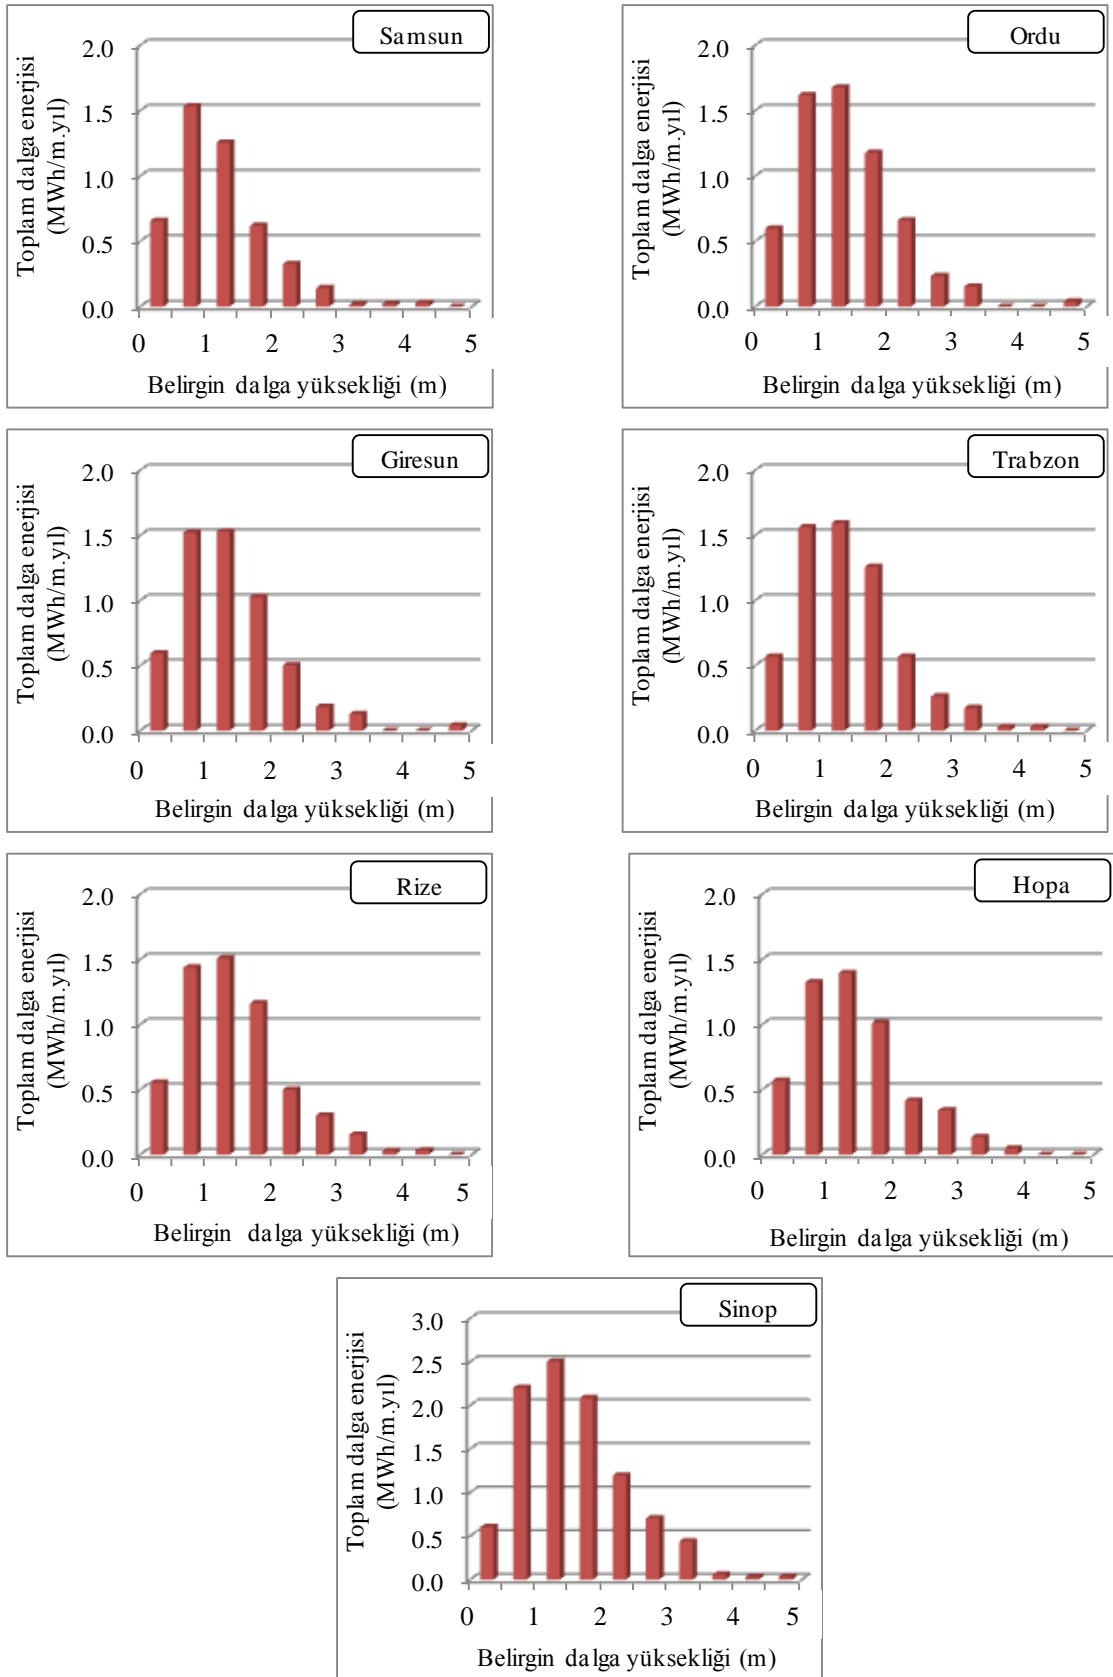 Samsun
Toplam dalga enerjisi
(MWh/m.yıl)
2.0
1.5
1.0
0.5
0.0
0 1 2 3 4 5
Belirgin dalga yüksekliği (m)
Ordu
Toplam dalga enerjisi
(MWh/m.yıl)
2.0
1.5
1.0
0.5
0.0
0 1 2 3 4 5
Belirgin dalga yüksekliği (m)
Giresun
Toplam dalga enerjisi
(MWh/m.yıl)
2.0
1.5
1.0
0.5
0.0
0 1 2 3 4 5
Belirgin dalga yüksekliği (m)
Trabzon
Toplam dalga enerjisi
(MWh/m.yıl)
2.0
1.5
1.0
0.5
0.0
0 1 2 3 4 5
Belirgin dalga yüksekliği (m)
Rize
Toplam dalga enerjisi
(MWh/m.yıl)
2.0
1.5
1.0
0.5
0.0
0 1 2 3 4 5
Belirgin dalga yüksekliği (m)
Hopa
Toplam dalga enerjisi
(MWh/m.yıl)
2.0
1.5
1.0
0.5
0.0
0 1 2 3 4 5
Belirgin dalga yüksekliği (m)
Sinop
Toplam dalga enerjisi
(MWh/m.yıl)
3.0
2.5
2.0
1.5
1.0
0.5
0.0
0 1 2 3 4 5
Belirgin dalga yüksekliği (m)